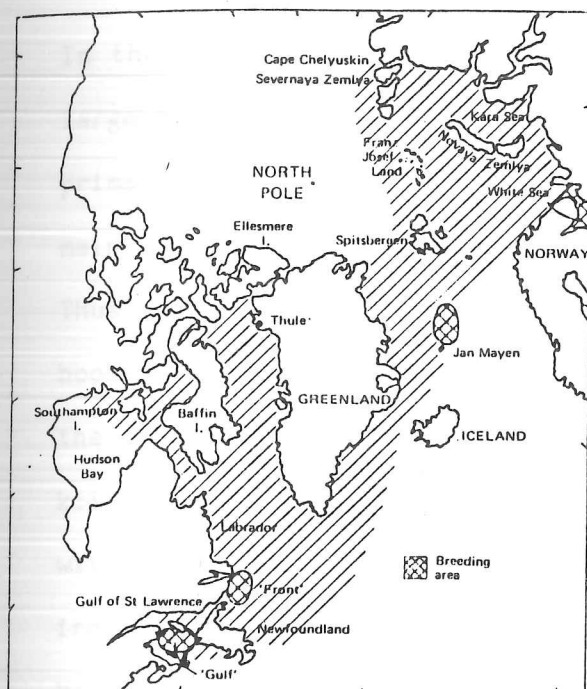 Cape Chelyuskin
Severnaya Zemlya
Kara Sea
Franz
Josef
Land
Novaya Zemlya
NORTH
POLE
White Sea
Ellesmere
I.
Spitsbergen
NORWAY
Thule
Jan Mayen
GREENLAND
Southampton
I.
Baffin
I.
ICELAND
Hudson
Bay
Labrador
Breeding
area
'Front'
Gulf of St Lawrence
Newfoundland
'Gulf'